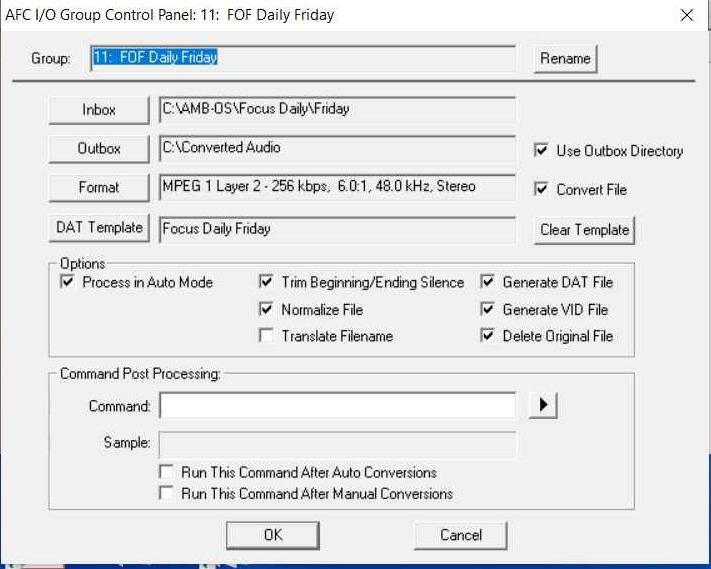 AFC I/O Group Control Panel: 11:  FOF Daily Friday
Group: 11:  FOF Daily Friday Rename
Inbox C:\AMB-OS\Focus Daily\Friday
Outbox C:\Converted Audio Use Outbox Directory
Format MPEG 1 Layer 2 - 256 kbps,  6.0:1, 48.0 kHz, Stereo Convert File
DAT Template Focus Daily Friday Clear Template
Options
Process in Auto Mode Trim Beginning/Ending Silence Generate DAT File
Normalize File Generate VID File
Translate Filename Delete Original File
Command Post Processing:
Command:
Sample:
Run This Command After Auto Conversions
Run This Command After Manual Conversions
OK Cancel